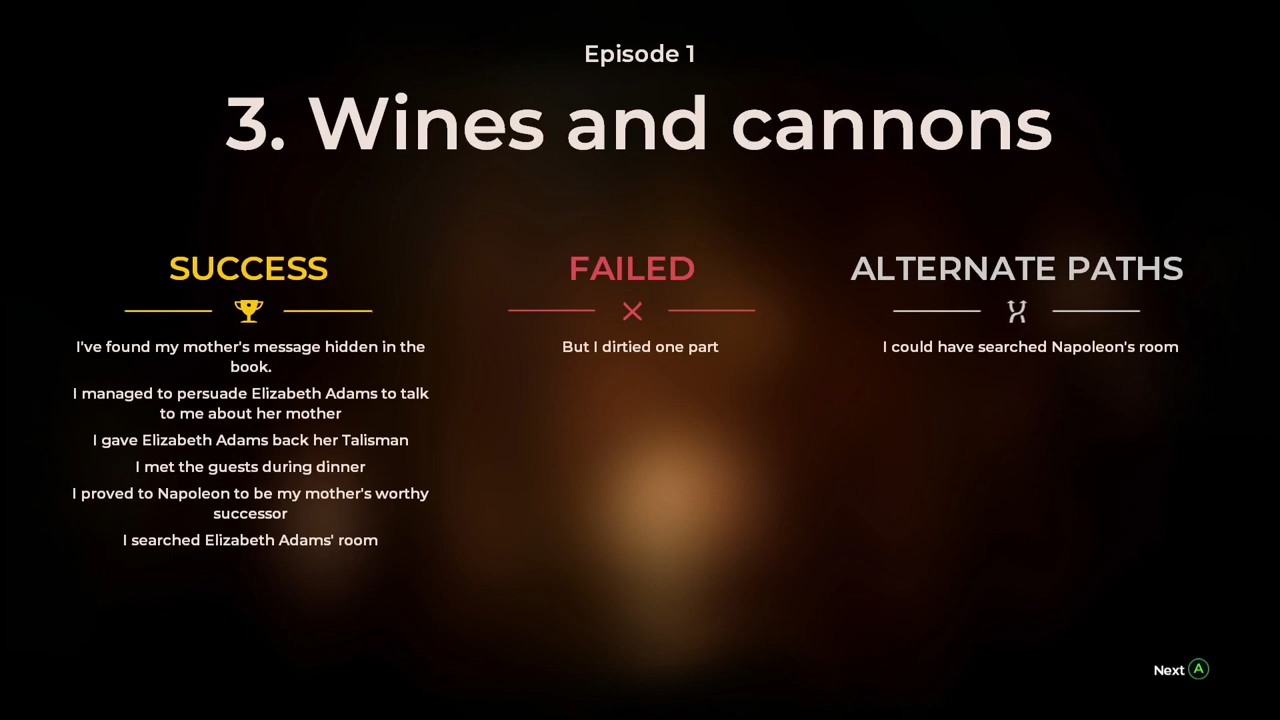 Episode 1
3. Wines and cannons
SUCCESS
I've found my mother's message hidden in the
book.
I managed to persuade Elizabeth Adams to talk
to me about her mother
I gave Elizabeth Adams back her Talisman
I met the guests during dinner
I proved to Napoleon to be my mother's worthy
successor
I searched Elizabeth Adams' room
FAILED
But I dirtied one part
ALTERNATE PATHS
I could have searched Napoleon's room
Next A